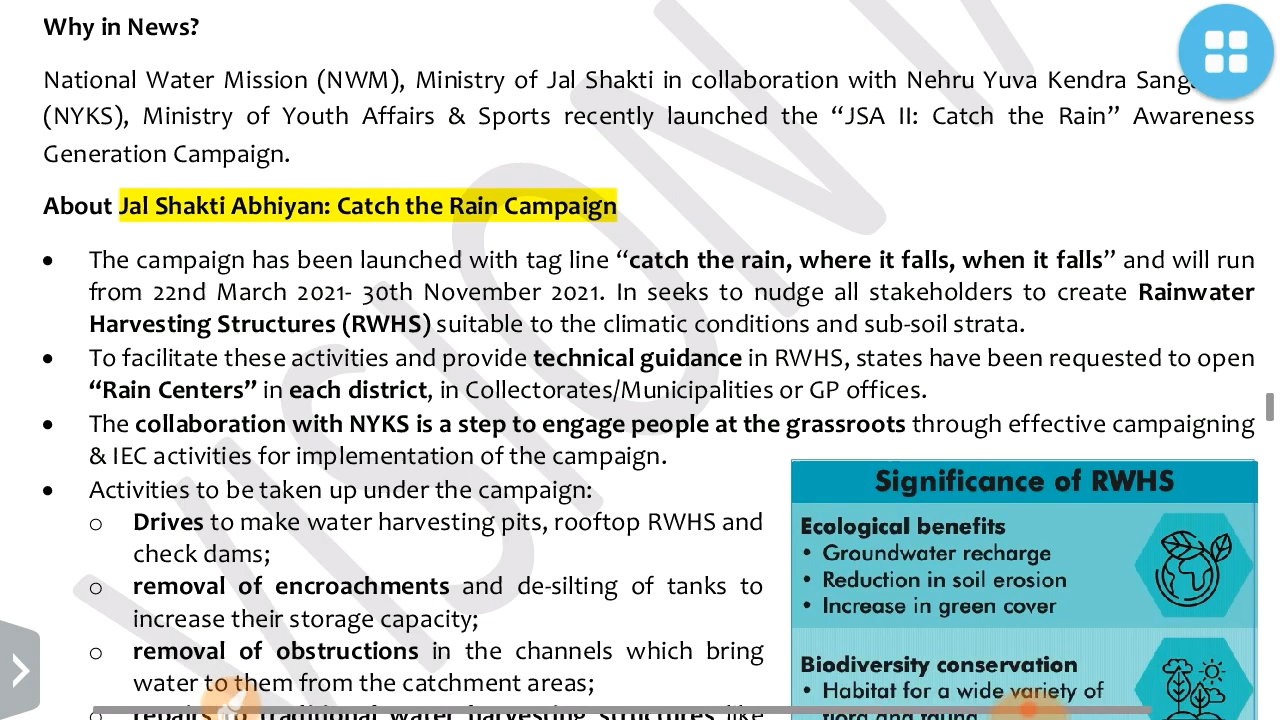 Why in News?
National Water Mission (NWM), Ministry of Jal Shakti in collaboration with Nehru Yuva Kendra
(NYKS), Ministry of Youth Affairs & Sports recently launched the “JSA II: Catch the Rain” Awareness
Generation Campaign.
About Jal Shakti Abhiyan: Catch the Rain Campaign
• The campaign has been launched with tag line “catch the rain, where it falls, when it falls” and will run
from 22nd March 2021- 30th November 2021. In seeks to nudge all stakeholders to create Rainwater
Harvesting Structures (RWHS) suitable to the climatic conditions and sub-soil strata.
• To facilitate these activities and provide technical guidance in RWHS, states have been requested to open
“Rain Centers” in each district, in Collectorates/Municipalities or GP offices.
• The collaboration with NYKS is a step to engage people at the grassroots through effective campaigning
& IEC activities for implementation of the campaign.
• Activities to be taken up under the campaign:
o Drives to make water harvesting pits, rooftop RWHS and
check dams;
o removal of encroachments and de-silting of tanks to
increase their storage capacity;
o removal of obstructions in the channels which bring
water to them from the catchment areas;
o repairs to traditional water harvesting structures like
Significance of RWHS
Ecological benefits
• Groundwater recharge
• Reduction in soil erosion
• Increase in green cover
Biodiversity conservation
• Habitat for a wide variety of
flora and fauna
VISION